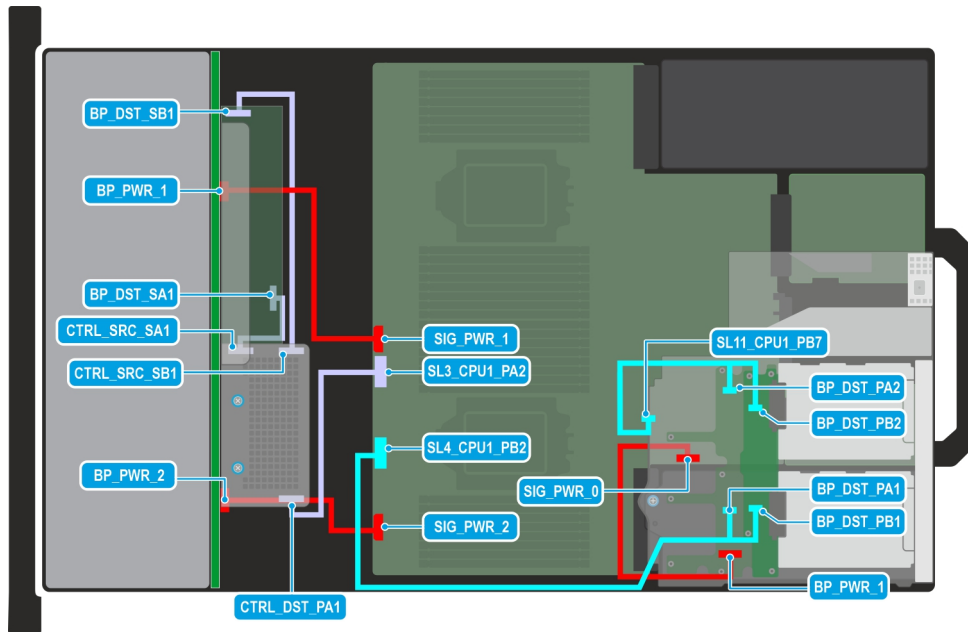 BP_DST_SB1
BP_PWR_1
BP_DST_SA1
CTRL_SRC_SA1
CTRL_SRC_SB1
BP_PWR_2
CTRL_DST_PA1
SIG_PWR_1
SL3_CPU1_PA2
SL4_CPU1_PB2
SIG_PWR_2
SL11_CPU1_PB7
BP_DST_PA2
BP_DST_PB2
SIG_PWR_0
BP_DST_PA1
BP_DST_PB1
BP_PWR_1